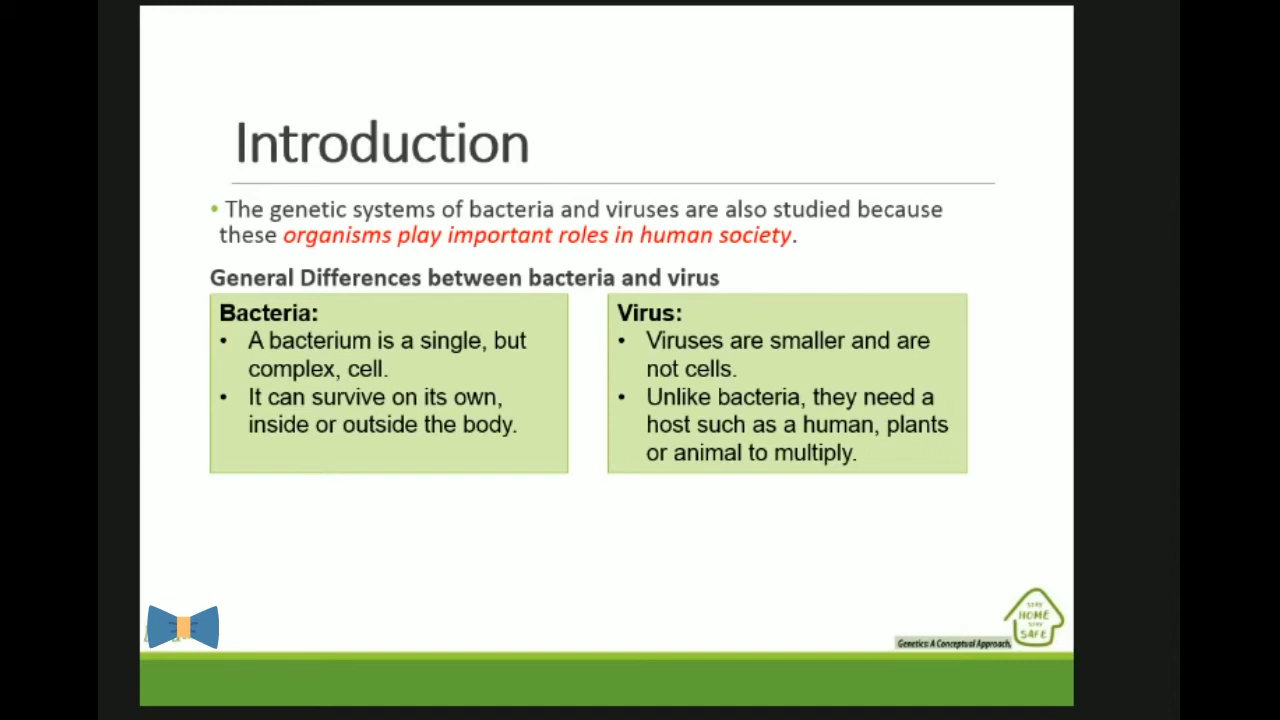 Introduction
• The genetic systems of bacteria and viruses are also studied because
these organisms play important roles in human society.
General Differences between bacteria and virus
Bacteria:
• A bacterium is a single, but
complex, cell.
• It can survive on its own,
inside or outside the body.
Virus:
• Viruses are smaller and are
not cells.
• Unlike bacteria, they need a
host such as a human, plants
or animal to multiply.
STAY
HOME
STAY
SAFE
Genetics: A Conceptual Approach,